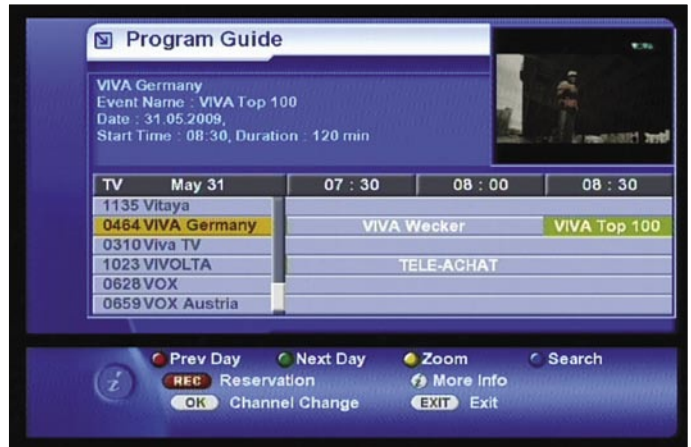 Program Guide
VIVA Germany
Event Name : VIVA Top 100
Date : 31.05.2009,
Start Time : 08:30, Duration : 120 min
TV May 31 07 : 30 08 : 00 08 : 30
1135 Vitaya
0464 VIVA Germany VIVA Wecker VIVA Top 100
0310 Viva TV
1023 VIVOLTA TELE-ACHAT
0628 VOX
0659 VOX Austria
Prev Day Next Day Zoom Search
i REC Reservation More Info
OK Channel Change EXIT Exit